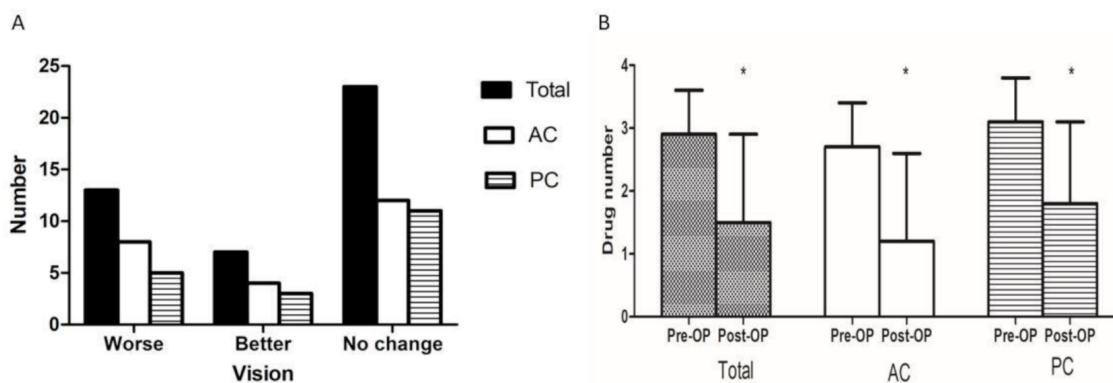 A
25
20
15
10
5
0
Number
Worse
Better
No change
Vision
Total
AC
PC
B
4
3
2
1
0
Drug number
*
*
*
Pre-OP Post-OP
Pre-OP Post-OP
Pre-OP Post-OP
Total
AC
PC